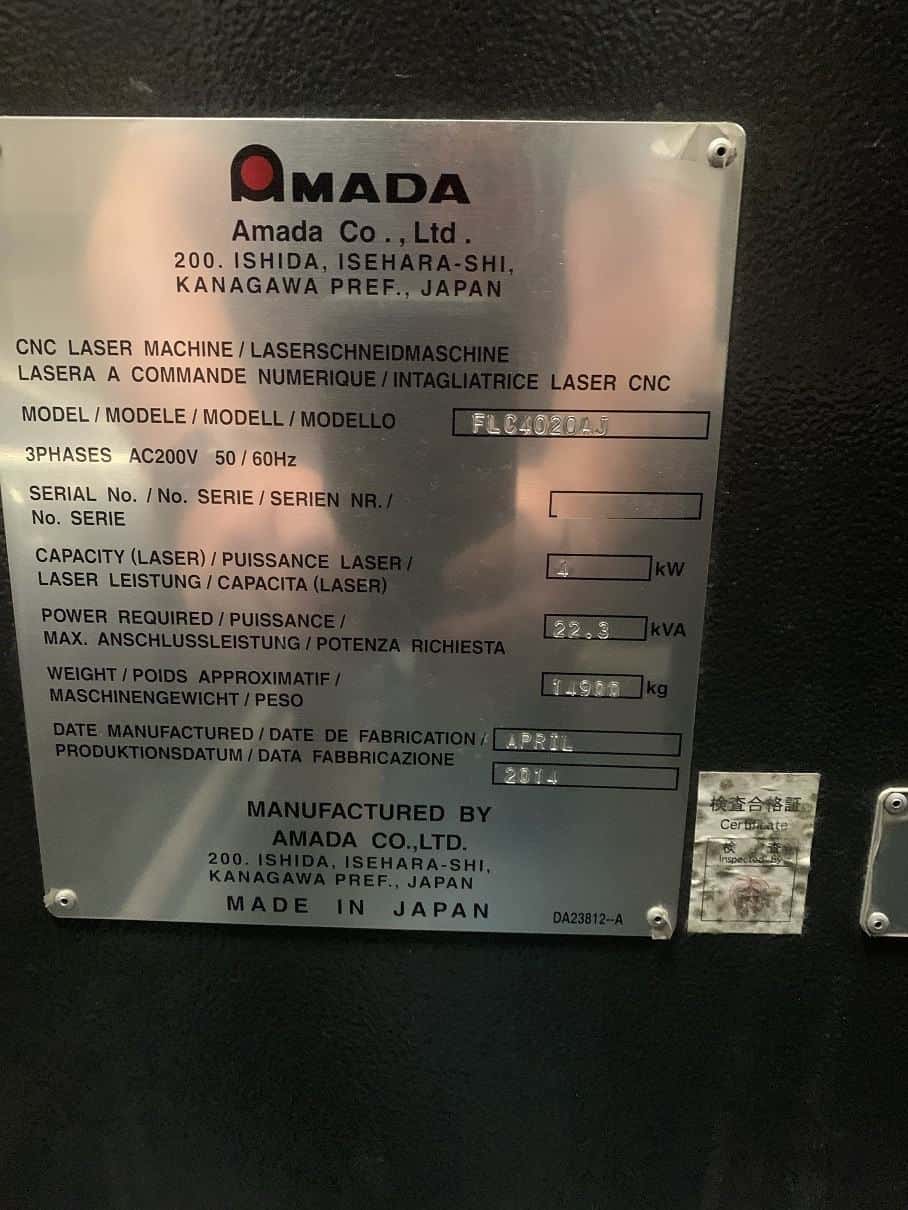 AMADA
Amada Co., Ltd.
200. ISHIDA, ISEHARA-SHI,
KANAGAWA PREF., JAPAN
CNC LASER MACHINE / LASERSCHNEIDMASCHINE
LASERA A COMMANDE NUMERIQUE / INTAGLIATRICE LASER CNC
MODEL / MODELE / MODELL / MODELLO FLC4020AJ
3PHASES AC200V 50 / 60Hz
SERIAL No. / No. SERIE / SERIEN NR. /
No. SERIE
CAPACITY (LASER) / PUISSANCE LASER /
LASER LEISTUNG / CAPACITA (LASER)
4 kW
POWER REQUIRED / PUISSANCE /
MAX. ANSCHLUSSLEISTUNG / POTENZA RICHIESTA
22.3 kVA
WEIGHT / POIDS APPROXIMATIF /
MASCHINENGEWICHT / PESO
14900 kg
DATE MANUFACTURED / DATE DE FABRICATION / APRIL
PRODUKTIONSDATUM / DATA FABBRICAZIONE 2014
MANUFACTURED BY
AMADA CO.,LTD.
200. ISHIDA, ISEHARA-SHI,
KANAGAWA PREF., JAPAN
MADE IN JAPAN
DA23812--A
検査合格証
Certificate
検 査
Inspected By